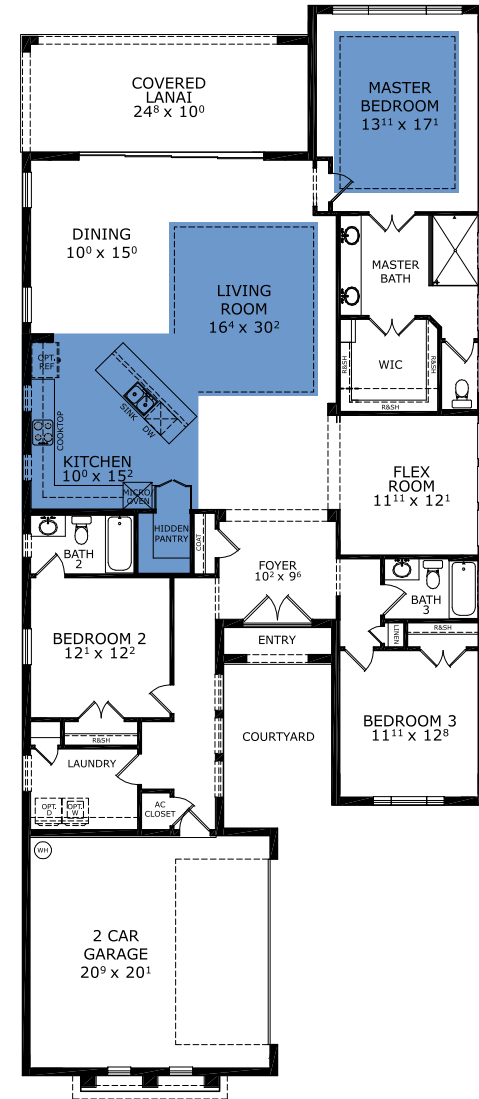 COVERED
LANAI
24⁸ x 10⁰
MASTER
BEDROOM
13¹¹ x 17¹
DINING
10⁰ x 15⁰
LIVING
ROOM
16⁴ x 30²
MASTER
BATH
OPT.
REF
R&SH
WIC
R&SH
R&SH
COOKTOP
SINK
DW
KITCHEN
10⁰ x 15²
MICRO
OVEN
HIDDEN
PANTRY
COAT
FLEX
ROOM
11¹¹ x 12¹
BATH
2
FOYER
10² x 9⁶
BATH
3
LINEN
R&SH
ENTRY
BEDROOM 2
12¹ x 12²
R&SH
COURTYARD
BEDROOM 3
11¹¹ x 12⁸
LAUNDRY
OPT.
D
OPT.
W
AC
CLOSET
WH
2 CAR
GARAGE
20⁹ x 20¹